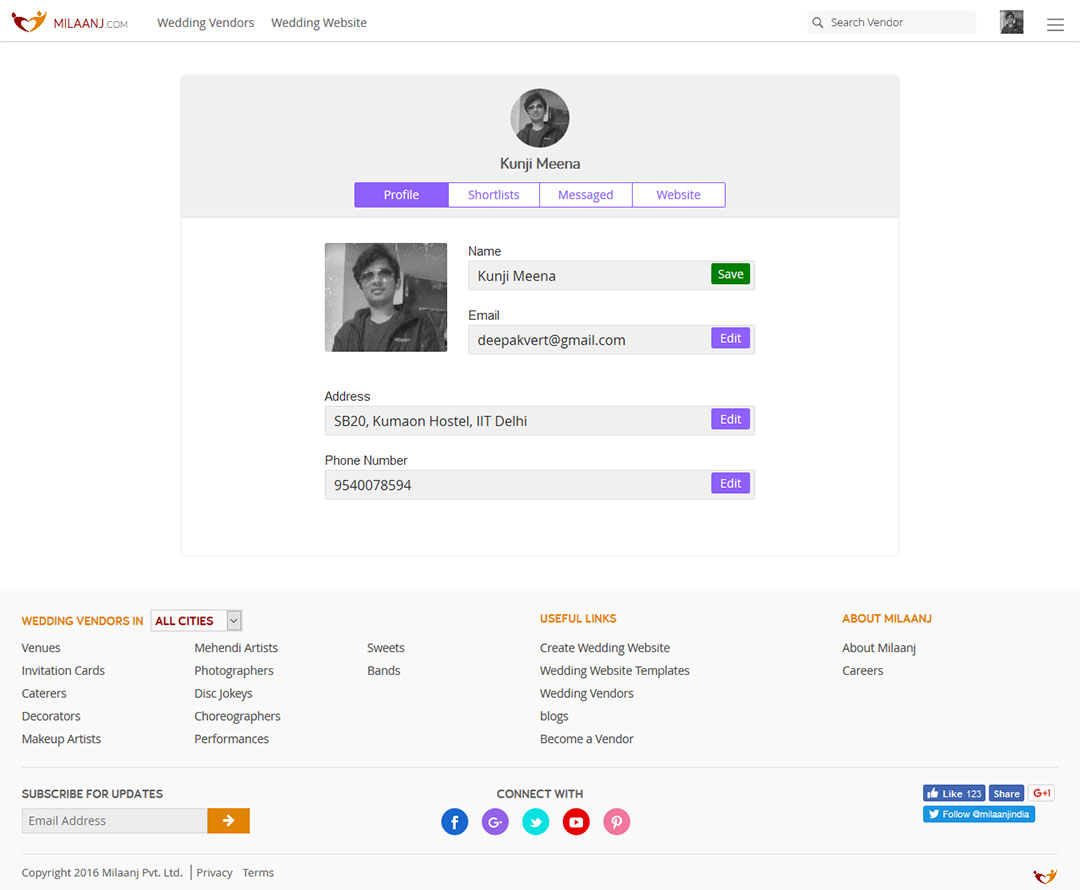 MILAANJ.COM Wedding Vendors Wedding Website Search Vendor
Kunji Meena
Profile Shortlists Messaged Website
Name
Kunji Meena Save
Email
deepakvert@gmail.com Edit
Address
SB20, Kumaon Hostel, IIT Delhi Edit
Phone Number
9540078594 Edit
WEDDING VENDORS IN ALL CITIES
Venues Mehendi Artists Sweets
Invitation Cards Photographers Bands
Caterers Disc Jokeys
Decorators Choreographers
Makeup Artists Performances
USEFUL LINKS
Create Wedding Website
Wedding Website Templates
Wedding Vendors
blogs
Become a Vendor
ABOUT MILAANJ
About Milaanj
Careers
SUBSCRIBE FOR UPDATES
Email Address
CONNECT WITH
f G+
Like 123 Share G+1
Follow @milaanjindia
Copyright 2016 Milaanj Pvt. Ltd. | Privacy Terms